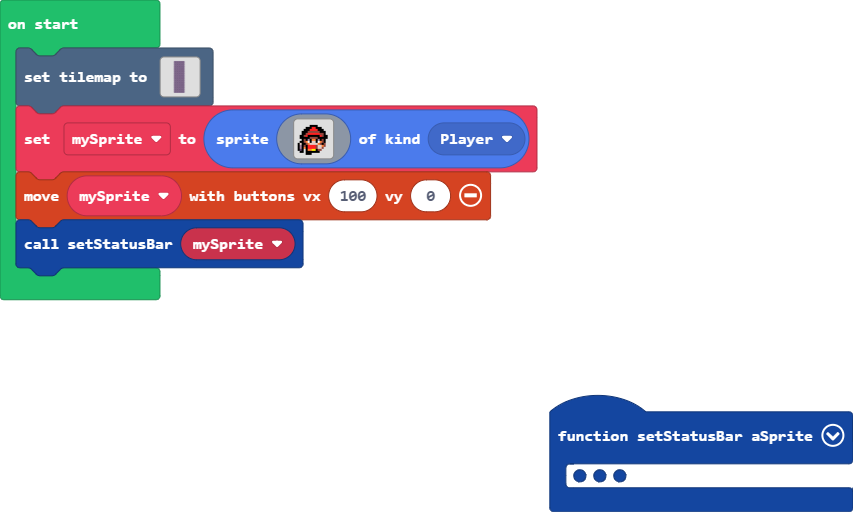 on start
set tilemap to
set mySprite to sprite of kind Player
move mySprite with buttons vx 100 vy 0
call setStatusBar mySprite
function setStatusBar aSprite